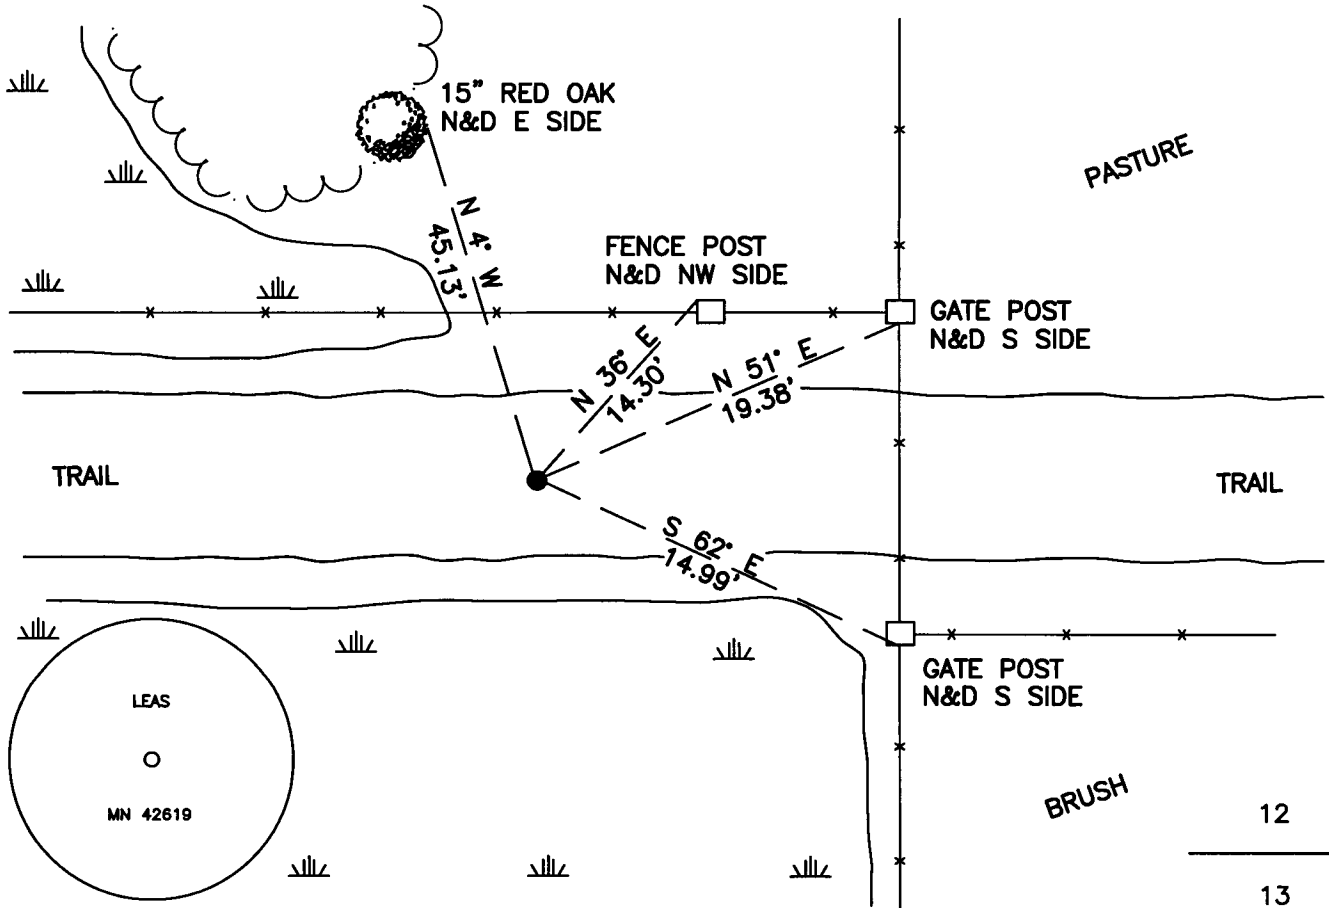 15" RED OAK
N&D E SIDE
PASTURE
N 4° W
45.13'
FENCE POST
N&D NW SIDE
GATE POST
N&D S SIDE
N 36° E
14.30'
N 51° E
19.38'
TRAIL
TRAIL
S 62° E
14.99'
GATE POST
N&D S SIDE
LEAS
MN 42619
BRUSH
12
13